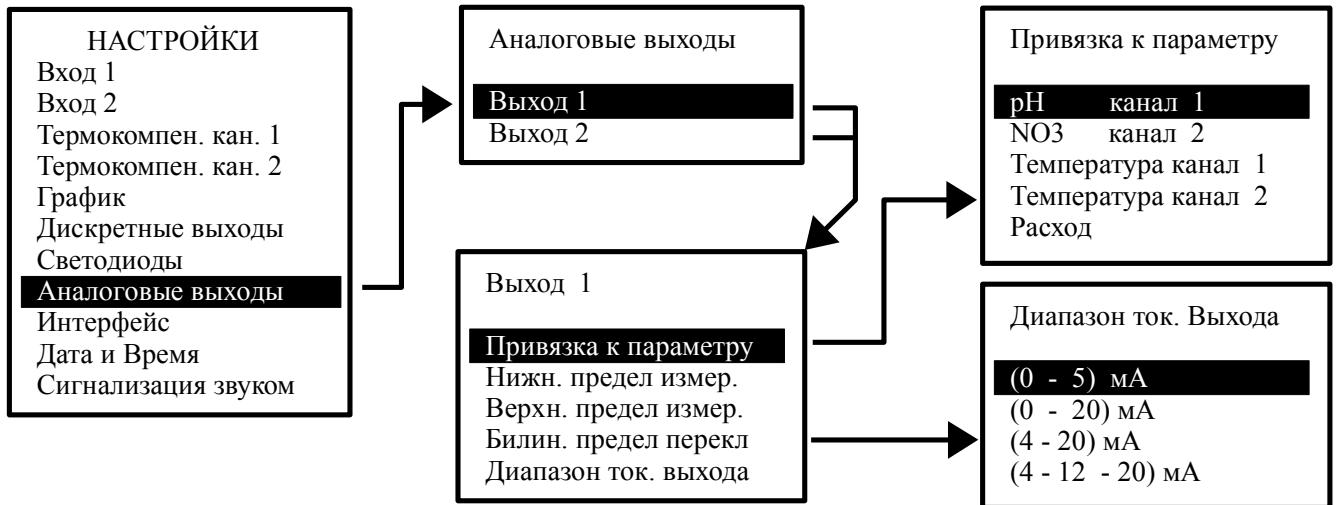 НАСТРОЙКИ
Вход 1
Вход 2
Термокомпен. кан. 1
Термокомпен. кан. 2
График
Дискретные выходы
Светодиоды
Аналоговые выходы
Интерфейс
Дата и Время
Сигнализация звуком
Аналоговые выходы
Выход 1
Выход 2
Выход 1
Привязка к параметру
Нижн. предел измер.
Верхн. предел измер.
Билин. предел перекл
Диапазон ток. выхода
Привязка к параметру
pH канал 1
NO3 канал 2
Температура канал 1
Температура канал 2
Расход
Диапазон ток. Выхода
(0 - 5) мА
(0 - 20) мА
(4 - 20) мА
(4 - 12 - 20) мА